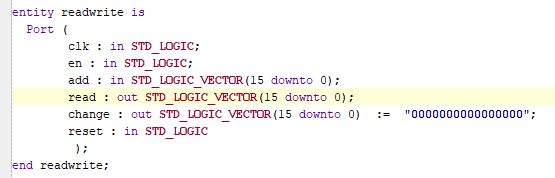 entity readwrite is
Port (
clk : in STD_LOGIC;
en : in STD_LOGIC;
add : in STD_LOGIC_VECTOR(15 downto 0);
read : out STD_LOGIC_VECTOR(15 downto 0);
change : out STD_LOGIC_VECTOR(15 downto 0) := "0000000000000000";
reset : in STD_LOGIC
);
end readwrite;